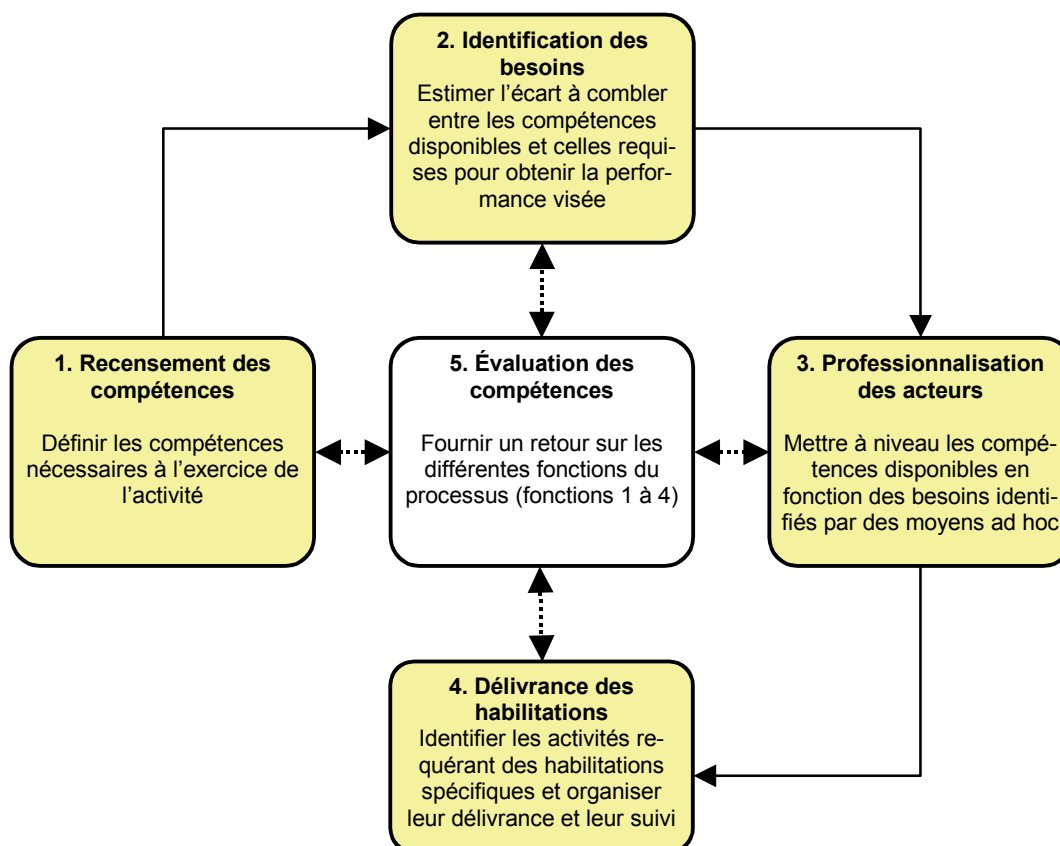 2. Identification des
besoins
Estimer l’écart à combler
entre les compétences
disponibles et celles requi-
ses pour obtenir la perfor-
mance visée
1. Recensement des
compétences
Définir les compétences
nécessaires à l’exercice de
l’activité
5. Évaluation des
compétences
Fournir un retour sur les
différentes fonctions du
processus (fonctions 1 à 4)
3. Professionnalisation
des acteurs
Mettre à niveau les compé-
tences disponibles en
fonction des besoins identi-
fiés par des moyens ad hoc
4. Délivrance des
habilitations
Identifier les activités re-
quérant des habilitations
spécifiques et organiser
leur délivrance et leur suivi